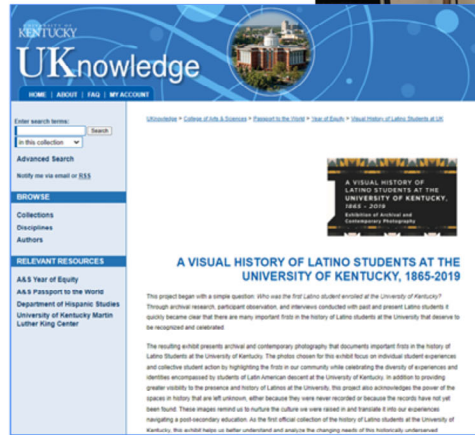 UNIVERSITY OF
KENTUCKY
UKnowledge
HOME | ABOUT | FAQ | MY ACCOUNT
Enter search terms:
Search
in this collection
Advanced Search
Notify me via email or RSS
BROWSE
Collections
Disciplines
Authors
RELEVANT RESOURCES
A&S Year of Equity
A&S Passport to the World
Department of Hispanic Studies
University of Kentucky Martin
Luther King Center
UKnowledge > College of Arts & Sciences > Passport to the World > Year of Equity > Visual History of Latino Students at UK
A VISUAL HISTORY OF
LATINO STUDENTS AT THE
UNIVERSITY OF KENTUCKY,
1865 - 2019
Exhibition of Archival and
Contemporary Photography
A VISUAL HISTORY OF LATINO STUDENTS AT THE
UNIVERSITY OF KENTUCKY, 1865-2019
This project began with a simple question: Who was the first Latino student enrolled at the University of Kentucky?
Through archival research, participant observation, and interviews conducted with past and present Latino students it
quickly became clear that there are many important firsts in the history of Latino students at the University that deserve to
be recognized and celebrated.
The resulting exhibit presents archival and contemporary photography that documents important firsts in the history of
Latino Students at the University of Kentucky. The photos chosen for this exhibit focus on individual student experiences
and collective student action by highlighting the firsts in our community while celebrating the diversity of experiences and
identities encompassed by students of Latin American descent at the University of Kentucky. In addition to providing
greater visibility to the presence and history of Latinos at the University, this project also acknowledges the power of the
spaces in history that are left unknown, either because they were never recorded or because the records have not yet
been found. These images remind us to nurture the culture we were raised in and translate it into our experiences
navigating a post-secondary education. As the first official collection of the history of Latino students at the University of
Kentucky, this exhibit helps us better understand and analyze the changing needs of this historically underserved